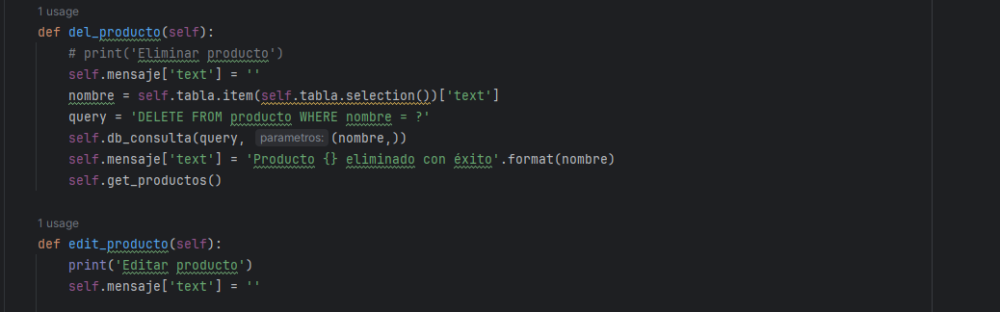 1 usage
def del_producto(self):
# print('Eliminar producto')
self.mensaje['text'] = ''
nombre = self.tabla.item(self.tabla.selection())['text']
query = 'DELETE FROM producto WHERE nombre = ?'
self.db_consulta(query, parametros: (nombre,))
self.mensaje['text'] = 'Producto {} eliminado con éxito'.format(nombre)
self.get_productos()
1 usage
def edit_producto(self):
print('Editar producto')
self.mensaje['text'] = ''